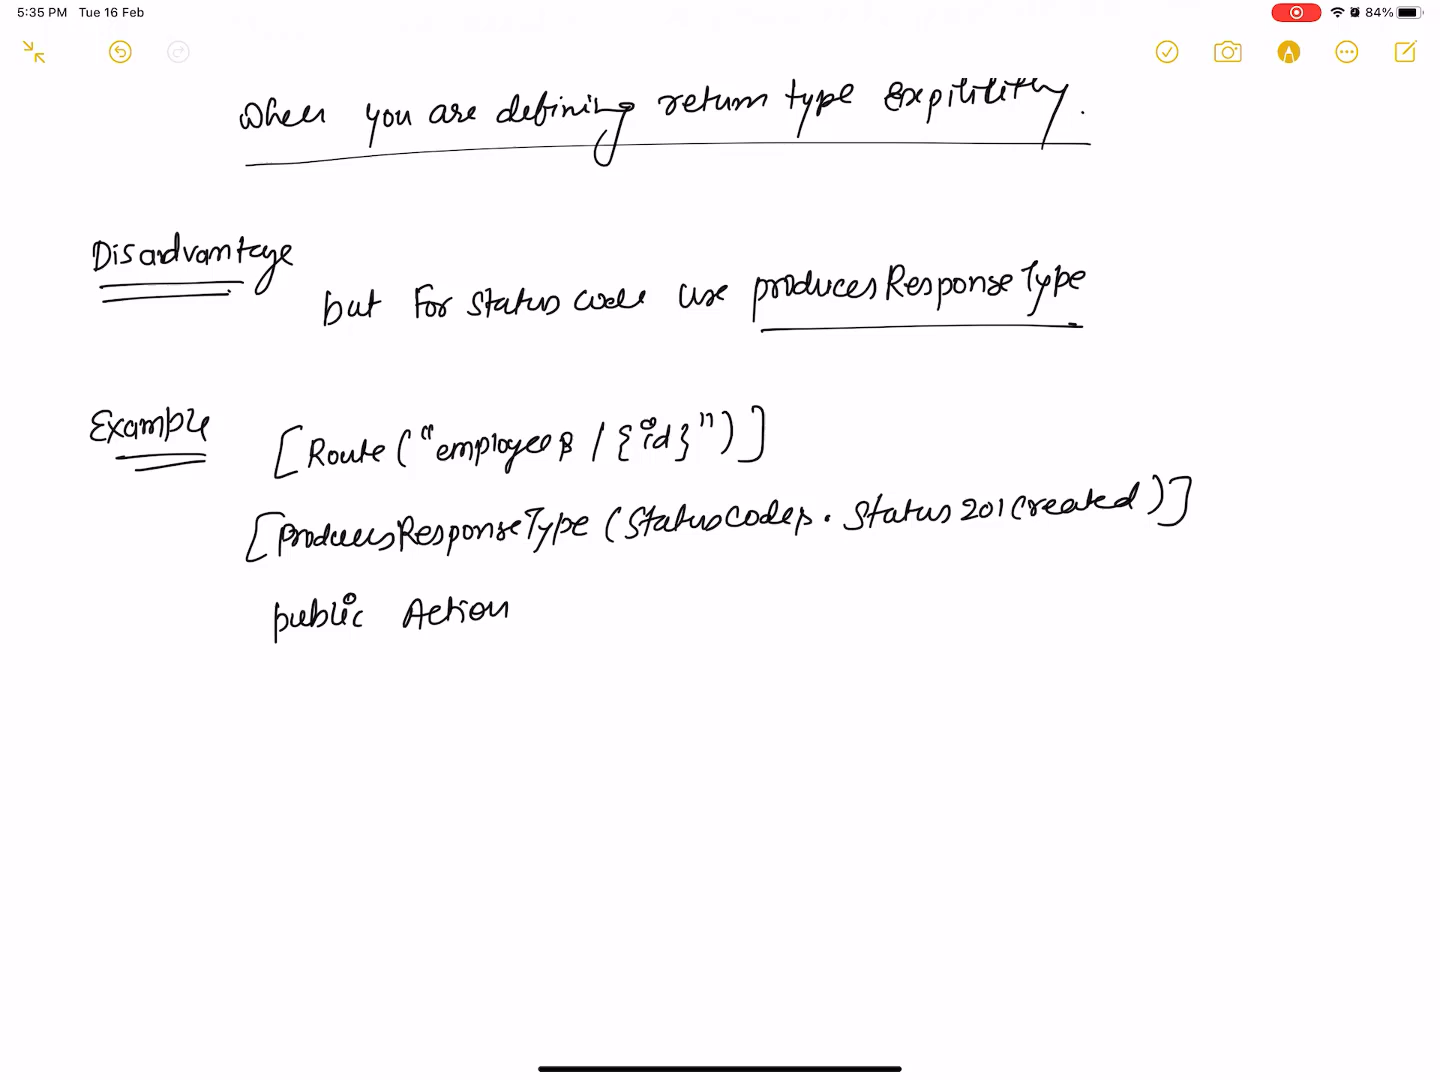 5:35 PM Tue 16 Feb
84%
When you are defining return type
Disadvantage
but For status code use producesResponseType
Example
[Route("employees/{id}")]
[ProducesResponseType(StatusCodes.Status201Created)]
public Action